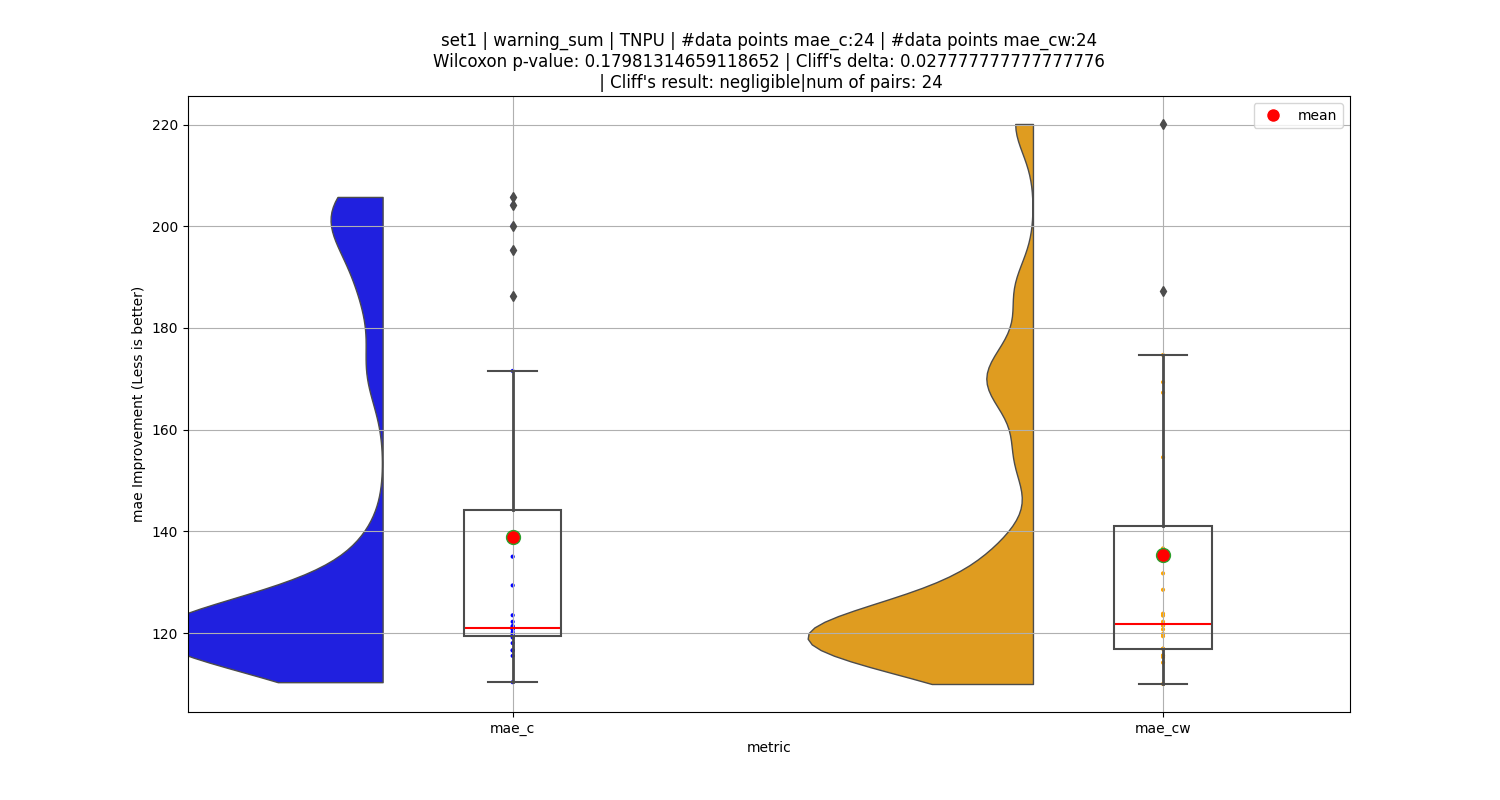 set1 | warning_sum | TNPU | #data points mae_c:24 | #data points mae_cw:24
Wilcoxon p-value: 0.17981314659118652 | Cliff's delta: 0.027777777777777776
| Cliff's result: negligible|num of pairs: 24
mean
220
200
180
160
140
120
mae Improvement (Less is better)
mae_c
mae_cw
metric